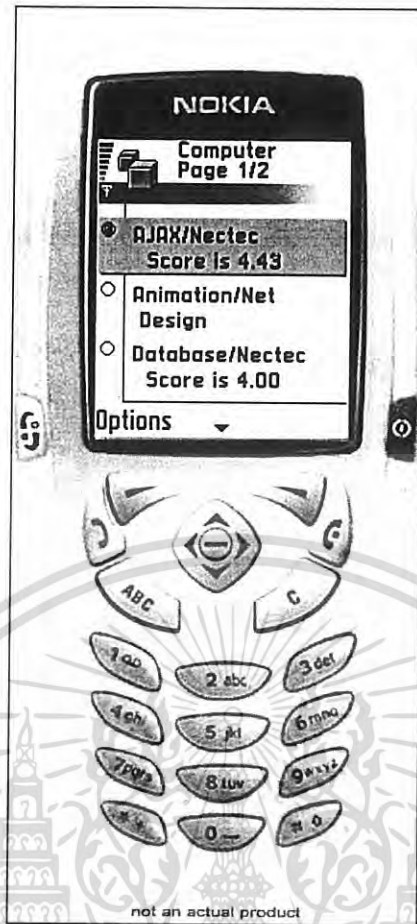 NOKIA
Computer
Page 1/2
AJAX/Nectec
Score is 4.43
Animation/Net
Design
Database/Nectec
Score is 4.00
Options
ABC
C
1 oo
2 abc
3 def
4 ghi
5 jkl
6 mno
7 pqrs
8 tuv
9 wxyz
0
not an actual product